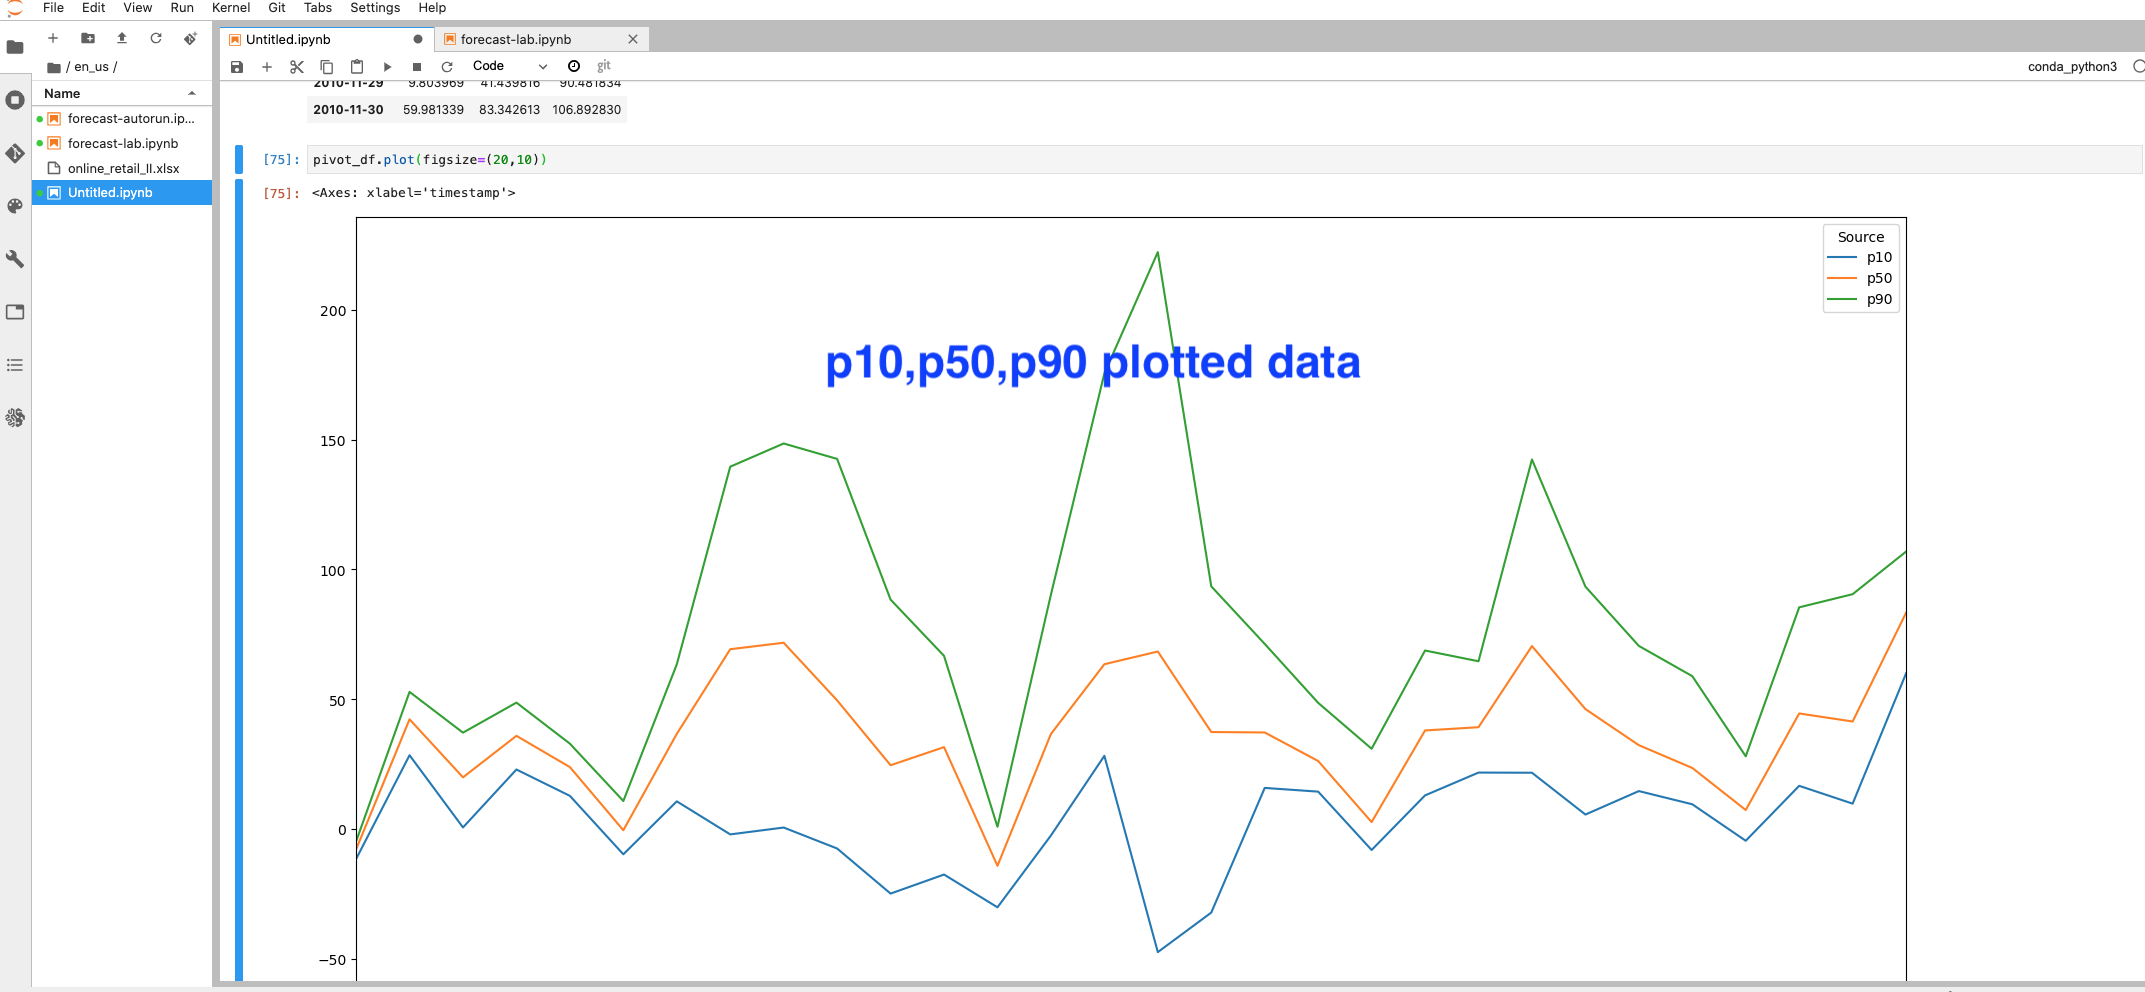 File Edit View Run Kernel Git Tabs Settings Help
Untitled.ipynb
forecast-lab.ipynb
/ en_us /
Code
git
conda_python3
Name
forecast-autorun.ip...
forecast-lab.ipynb
online_retail_II.xlsx
Untitled.ipynb
2010-11-29 9.803969 41.439816 90.481834
2010-11-30 59.981339 83.342613 106.892830
[75]: pivot_df.plot(figsize=(20,10))
[75]: <Axes: xlabel='timestamp'>
Source
p10
p50
p90
p10,p50,p90 plotted data
200
150
100
50
0
−50